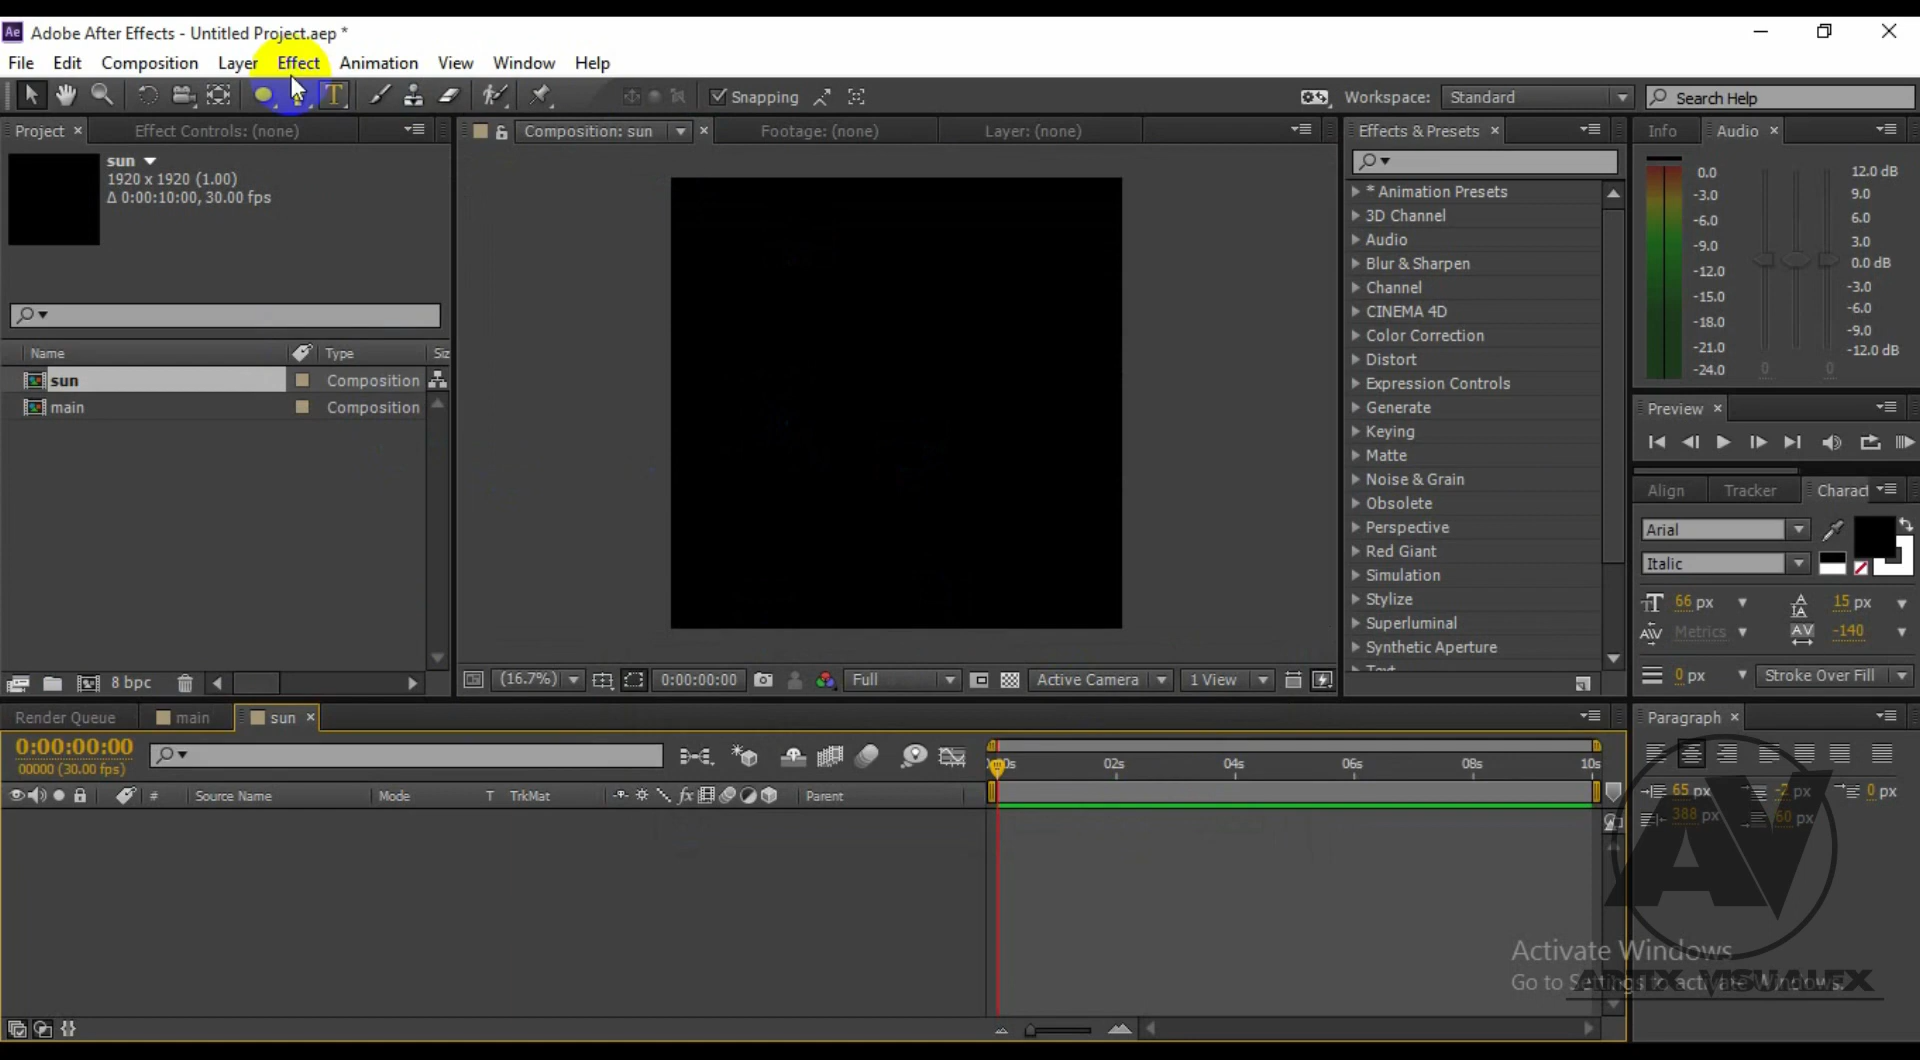 Ae Adobe After Effects - Untitled Project.aep *
File Edit Composition Layer Effect Animation View Window Help
T Snapping Workspace: Standard Search Help
Project × Effect Controls: (none) Composition: sun × Footage: (none) Layer: (none) Effects & Presets × Info Audio ×
sun
1920 x 1920 (1.00)
Δ 0:00:10:00, 30.00 fps
Name Type Siz
sun Composition
main Composition
8 bpc
(16.7%) 0:00:00:00 Full Active Camera 1 View
* Animation Presets
3D Channel
Audio
Blur & Sharpen
Channel
CINEMA 4D
Color Correction
Distort
Expression Controls
Generate
Keying
Matte
Noise & Grain
Obsolete
Perspective
Red Giant
Simulation
Stylize
Superluminal
Synthetic Aperture
Text
0.0 12.0 dB
-3.0 9.0
-6.0 6.0
-9.0 3.0
-12.0 0.0 dB
-15.0 -3.0
-18.0 -6.0
-21.0 -9.0
-24.0 0 0 -12.0 dB
Preview ×
Align Tracker Charact
Arial
Italic
66 px 15 px
Metrics -140
0 px Stroke Over Fill
Render Queue main sun ×
0:00:00:00
00000 (30.00 fps)
# Source Name Mode T TrkMat fx Parent
0s 02s 04s 06s 08s 10s
Paragraph ×
65 px -2 px 0 px
388 px 60 px
AV
Activate Windows
Go to Settings to activate Windows.
ARTIX VISUALEX